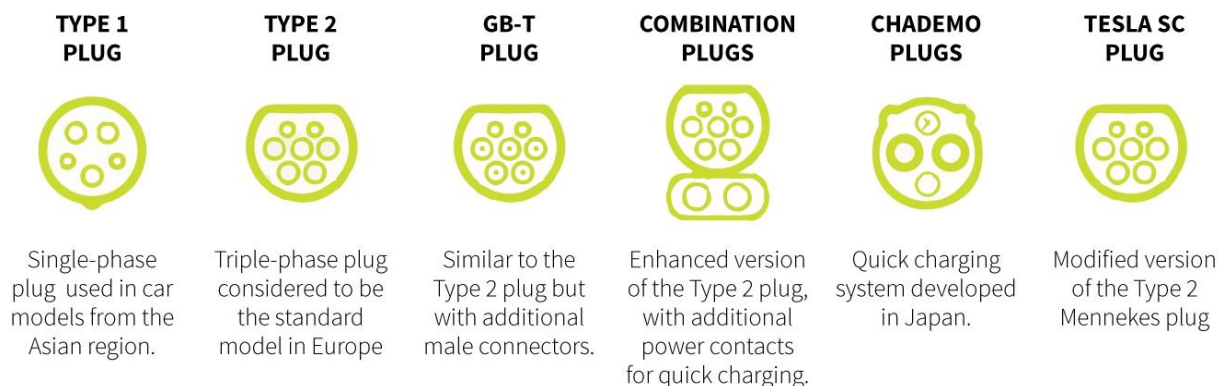 TYPE 1
PLUG
Single-phase
plug used in car
models from the
Asian region.
TYPE 2
PLUG
Triple-phase plug
considered to be
the standard
model in Europe
GB-T
PLUG
Similar to the
Type 2 plug but
with additional
male connectors.
COMBINATION
PLUGS
Enhanced version
of the Type 2 plug,
with additional
power contacts
for quick charging.
CHADEMO
PLUGS
Quick charging
system developed
in Japan.
TESLA SC
PLUG
Modified version
of the Type 2
Mennekes plug